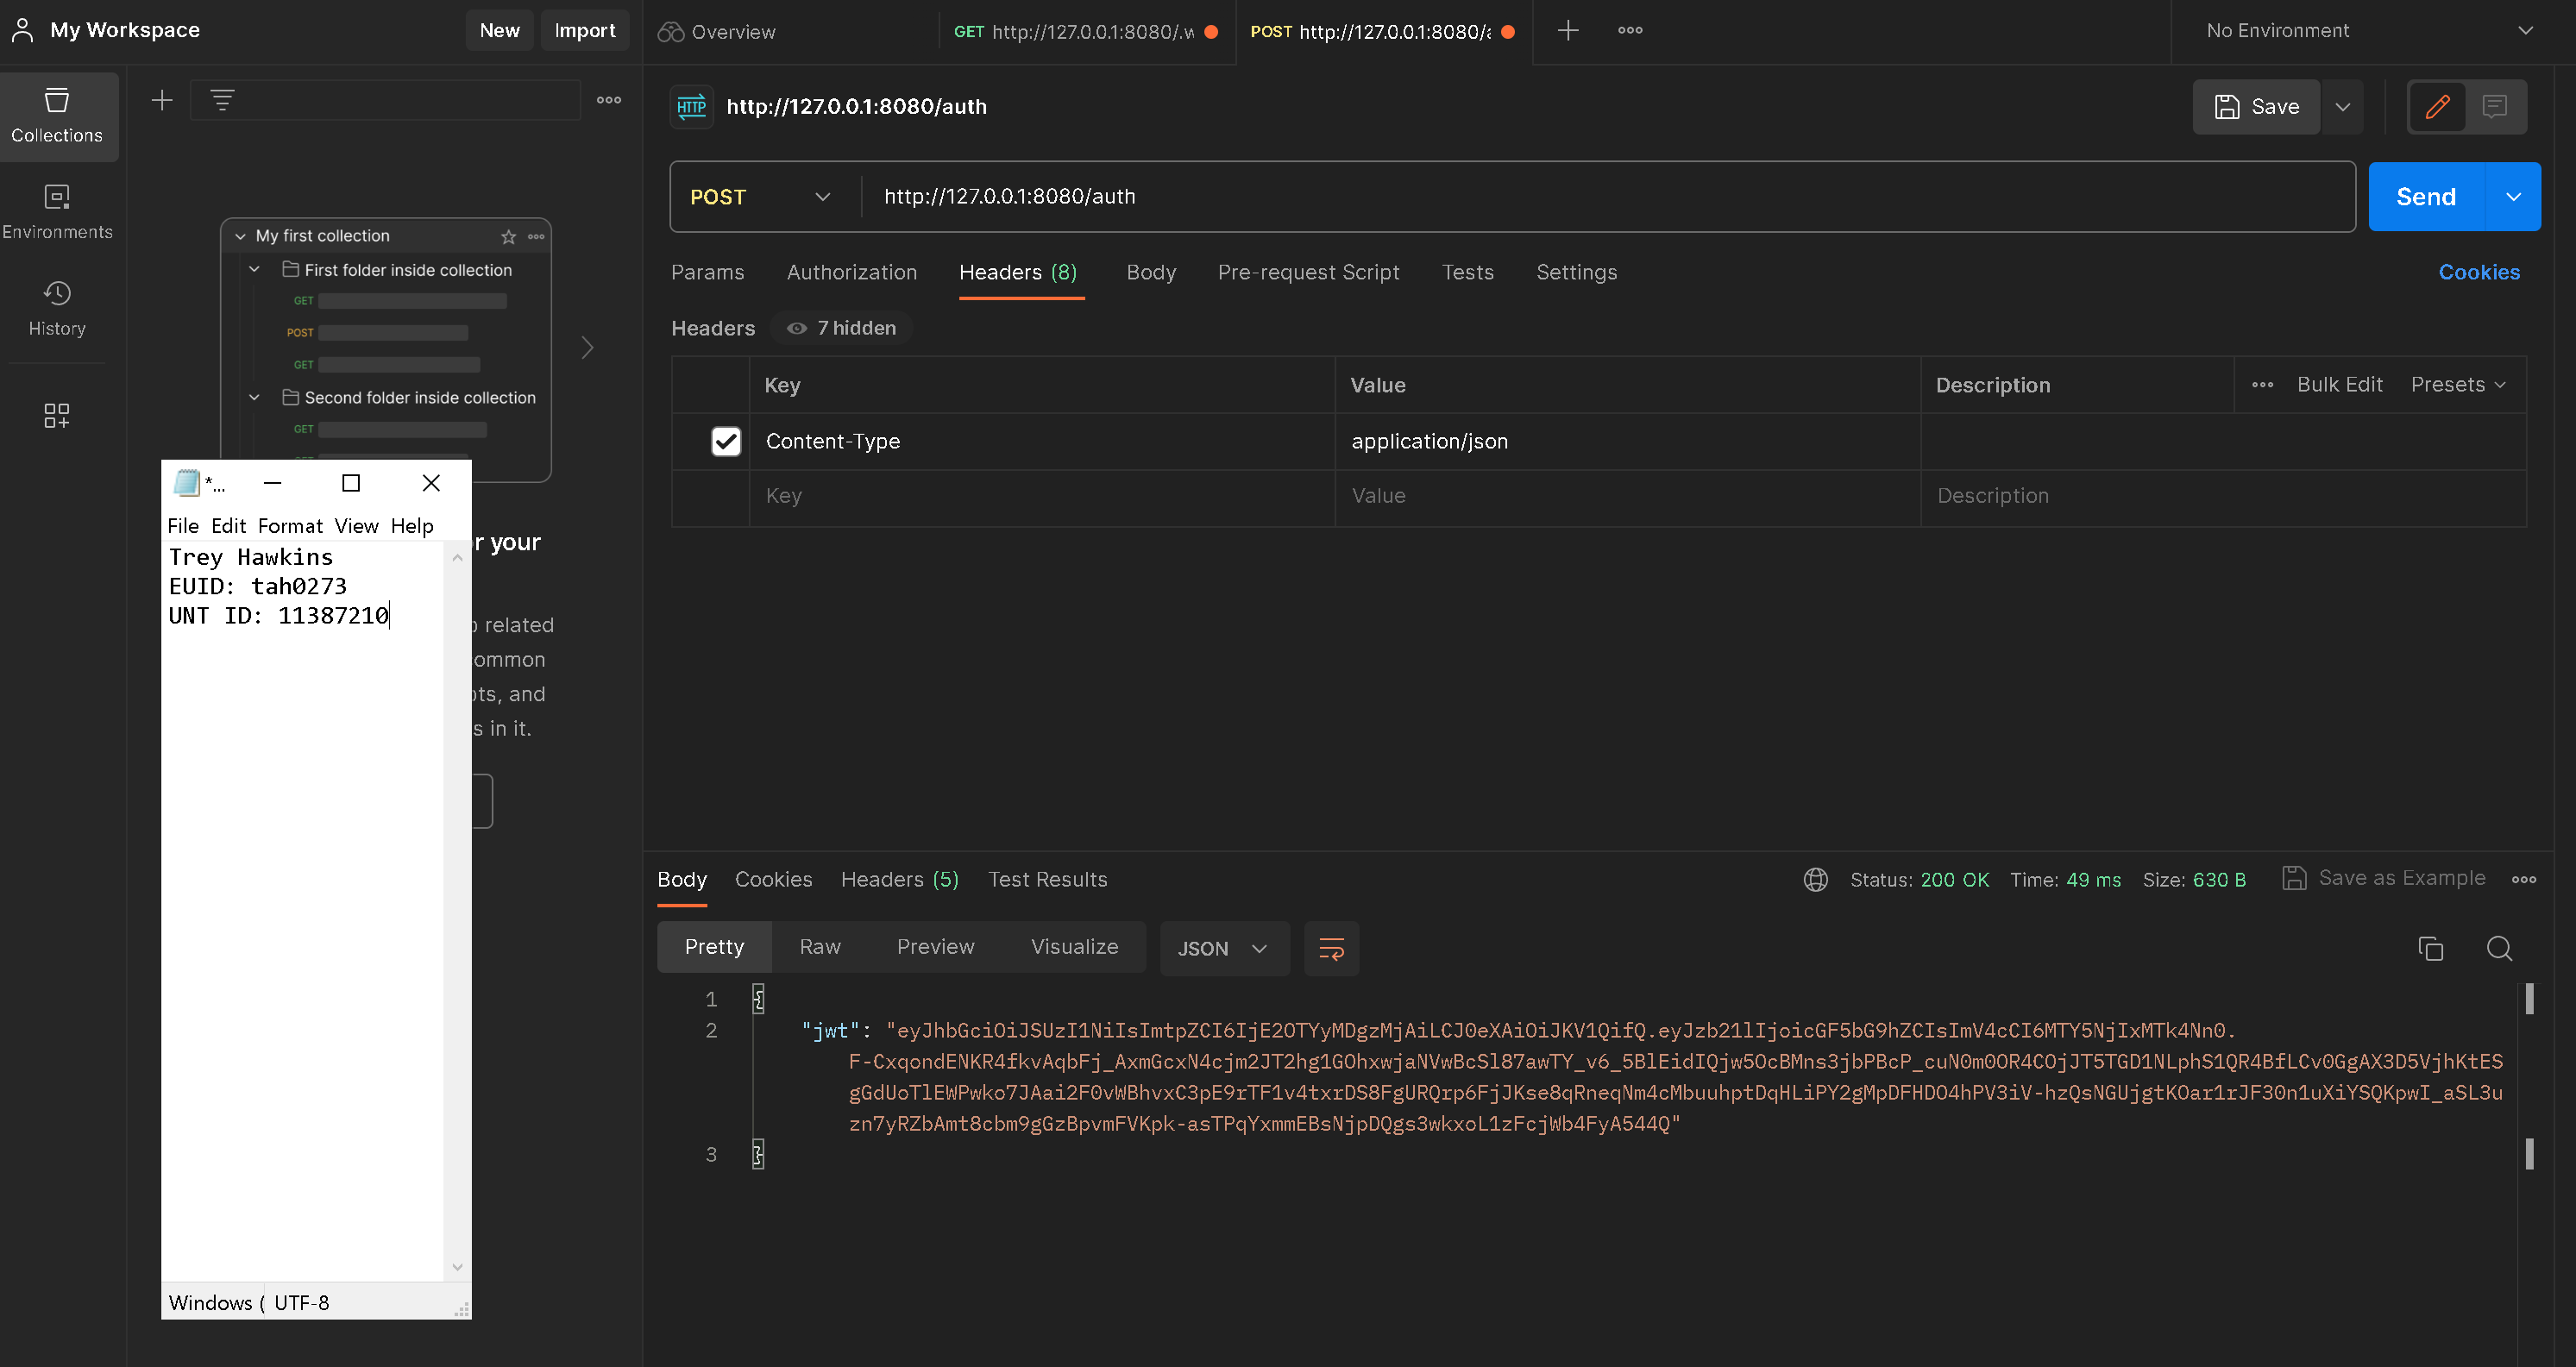 My Workspace
New
Import
Overview
GET http://127.0.0.1:8080/.w
POST http://127.0.0.1:8080/a
No Environment
Collections
Environments
History
My first collection
First folder inside collection
GET
POST
GET
Second folder inside collection
GET
r your
related
ommon
ots, and
s in it.
*...
File Edit Format View Help
Trey Hawkins
EUID: tah0273
UNT ID: 11387210
Windows ( UTF-8
HTTP http://127.0.0.1:8080/auth
Save
POST http://127.0.0.1:8080/auth
Send
Params Authorization Headers (8) Body Pre-request Script Tests Settings
Cookies
Headers 7 hidden
Key Value Description Bulk Edit Presets
Content-Type application/json
Key Value Description
Body Cookies Headers (5) Test Results
Status: 200 OK Time: 49 ms Size: 630 B Save as Example
Pretty Raw Preview Visualize JSON
1 {
2 "jwt": "eyJhbGciOiJSUzI1NiIsImtpZCI6IjE2OTYyMDgzMjAiLCJ0eXAiOiJKV1QifQ.eyJzb21lIjoicGF5bG9hZCIsImV4cCI6MTY5NjIxMTk4Nn0.
F-CxqondENKR4fkvAqbFj_AxmGcxN4cjm2JT2hg1GOhxwjaNVwBcSl87awTY_v6_5BlEidIQjw5OcBMns3jbPBcP_cuN0m0OR4COjJT5TGD1NLphS1QR4BfLCv0GgAX3D5VjhKtES
gGdUoTlEWPwko7JAai2F0vWBhvxC3pE9rTF1v4txrDS8FgURQrp6FjJKse8qRneqNm4cMbuuhptDqHLiPY2gMpDFHDO4hPV3iV-hzQsNGUjgtKOar1rJF30n1uXiYSQKpwI_aSL3u
zn7yRZbAmt8cbm9gGzBpvmFVKpk-asTPqYxmmEBsNjpDQgs3wkxoL1zFcjWb4FyA544Q"
3 }